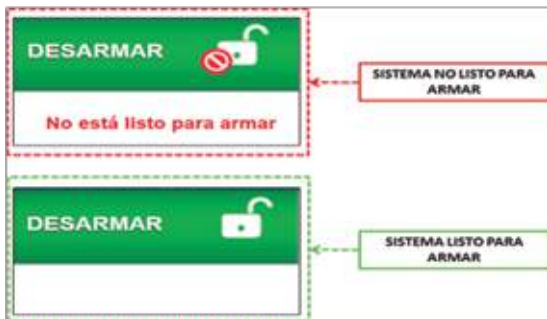 DESARMAR
No está listo para armar
SISTEMA NO LISTO PARA
ARMAR
DESARMAR
SISTEMA LISTO PARA
ARMAR